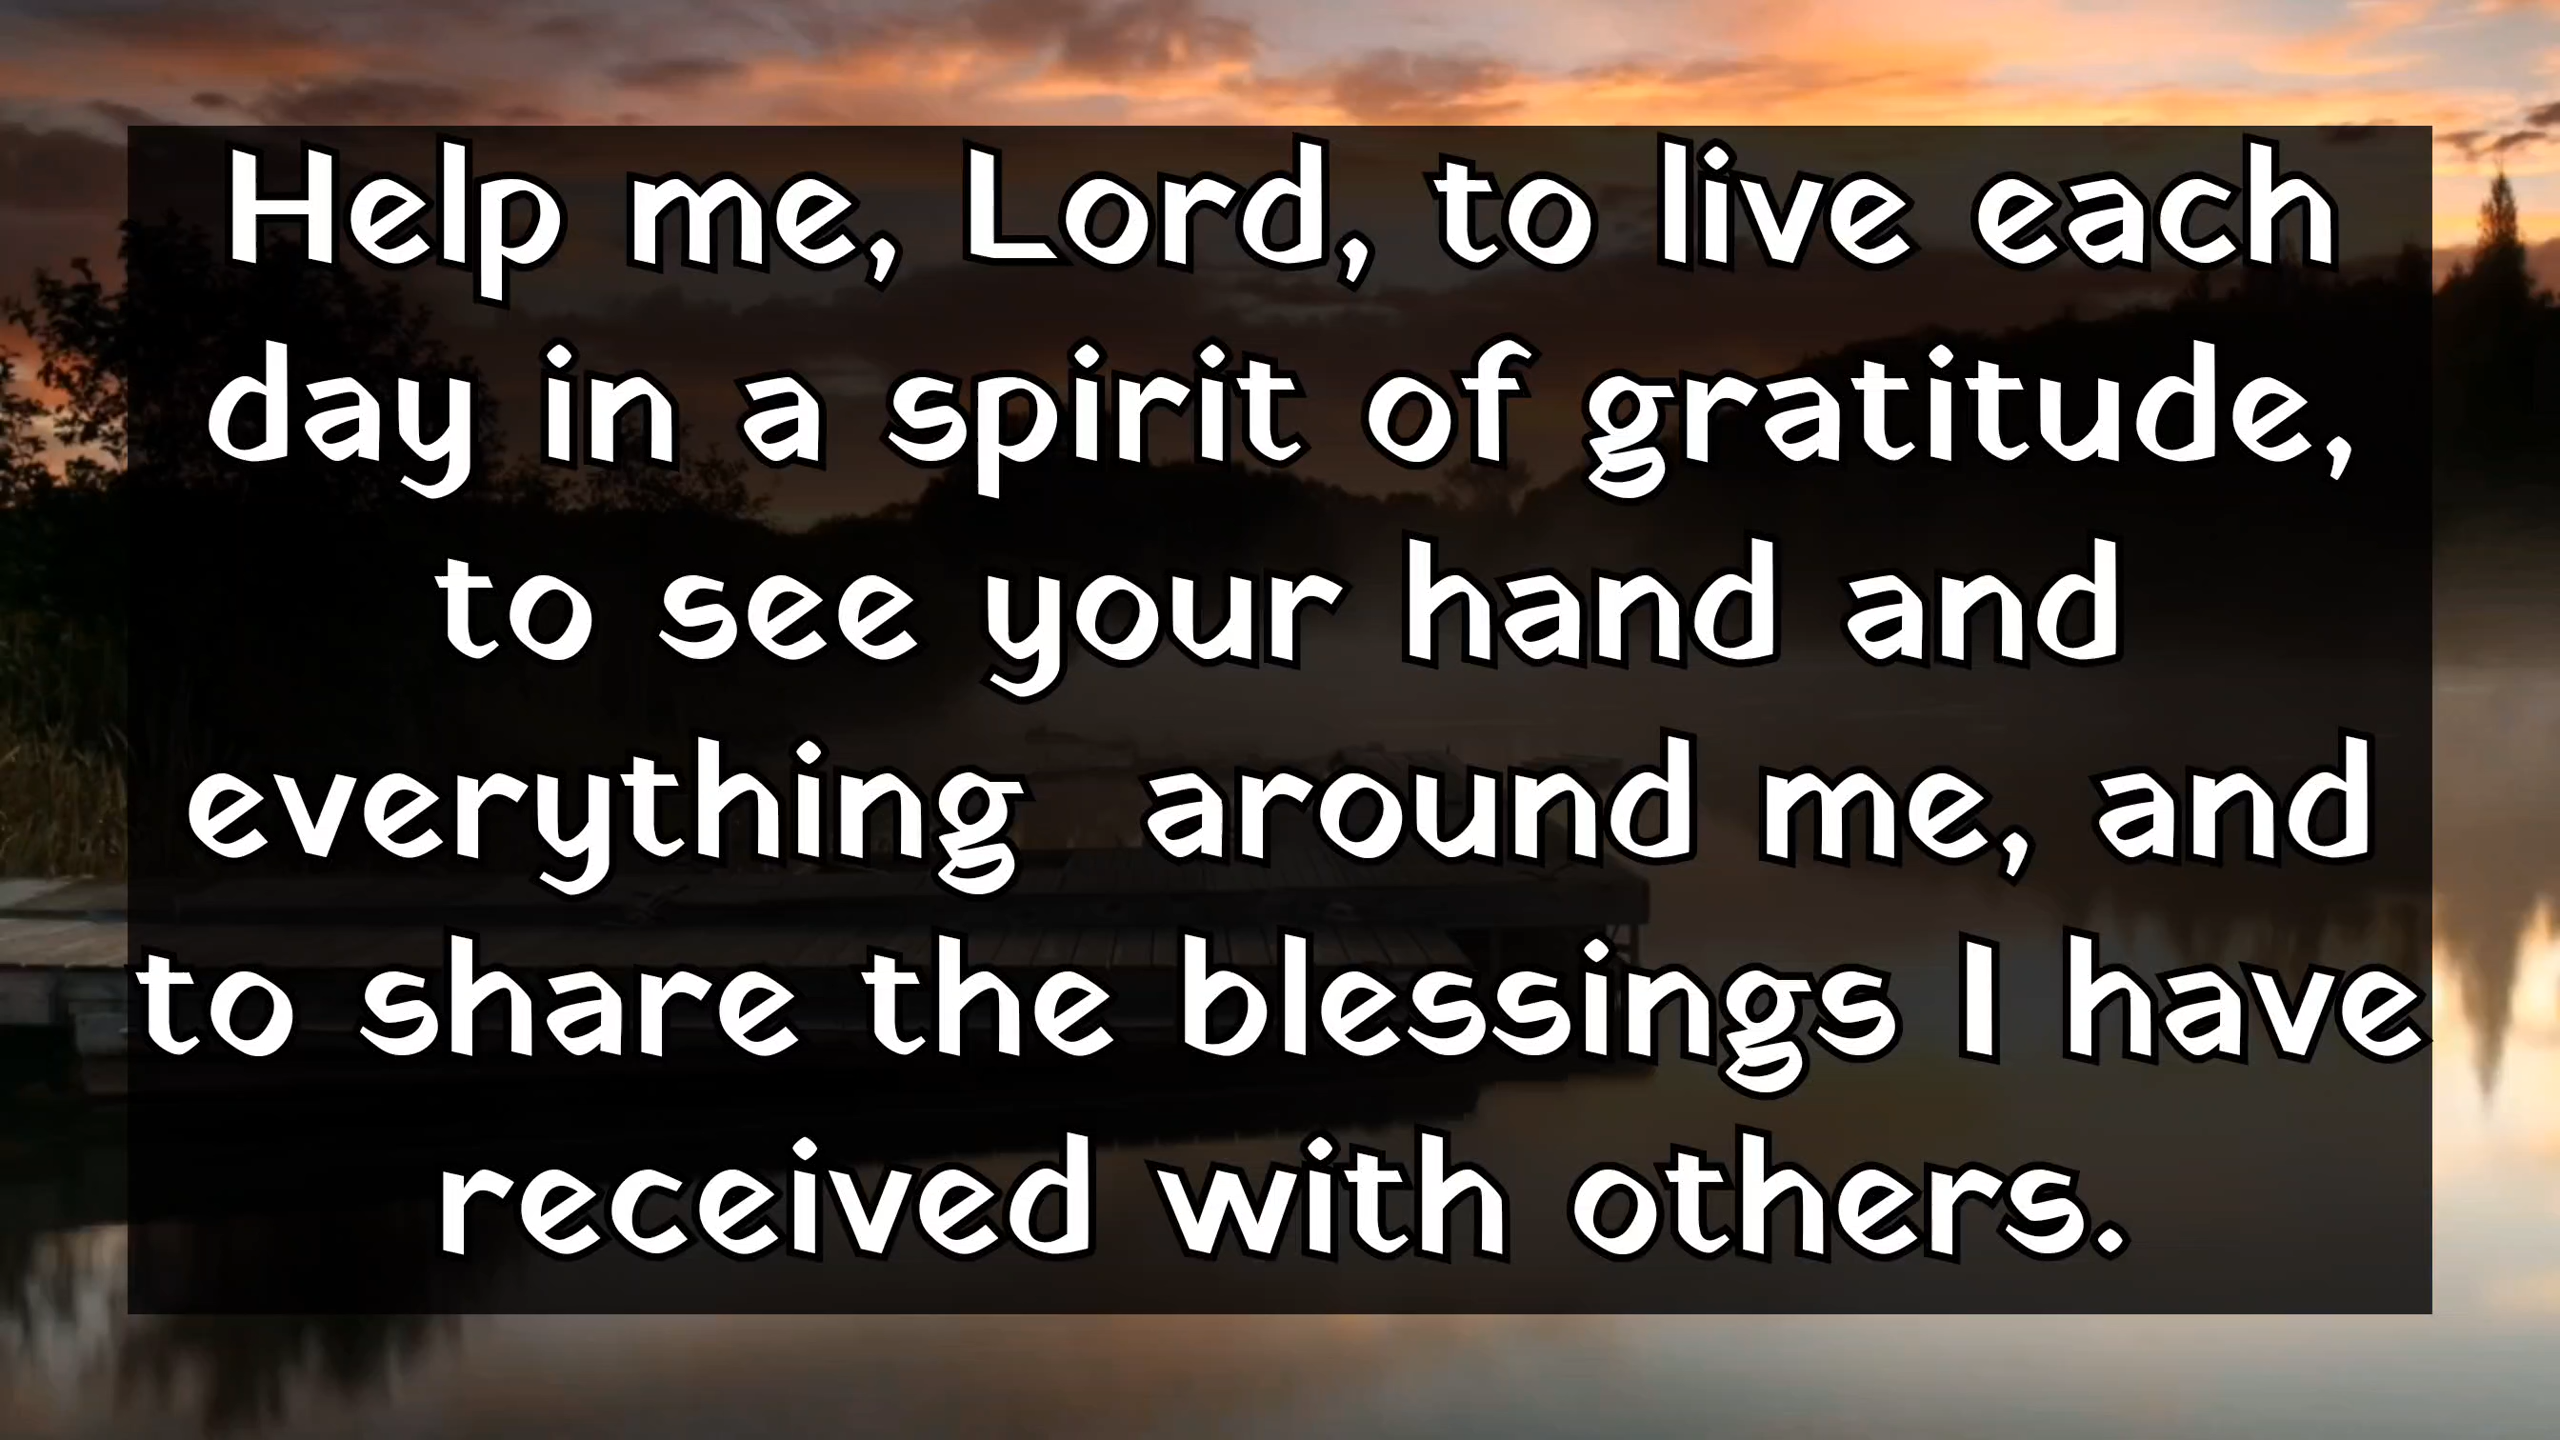 Help me, Lord, to live each
day in a spirit of gratitude,
to see your hand and
everything  around me, and
to share the blessings I have
received with others.